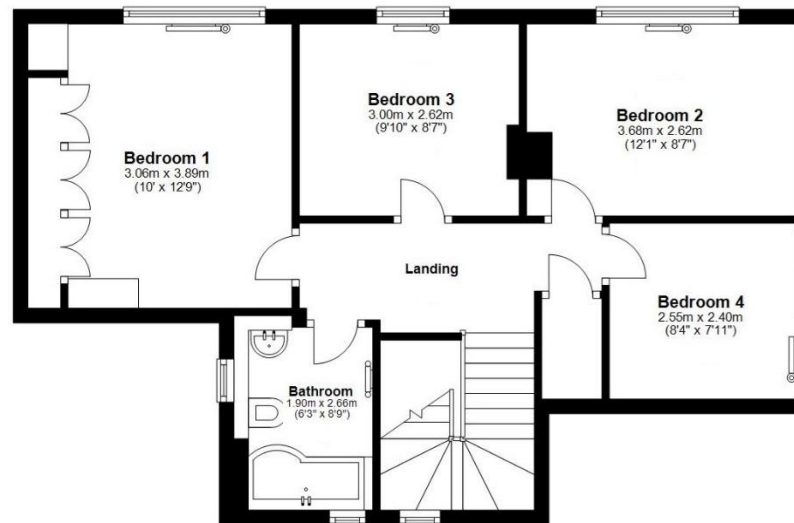 Bedroom 1
3.06m x 3.89m
(10' x 12'9")
Bedroom 3
3.00m x 2.62m
(9'10" x 8'7")
Bedroom 2
3.68m x 2.62m
(12'1" x 8'7")
Landing
Bedroom 4
2.55m x 2.40m
(8'4" x 7'11")
Bathroom
1.90m x 2.66m
(6'3" x 8'9")